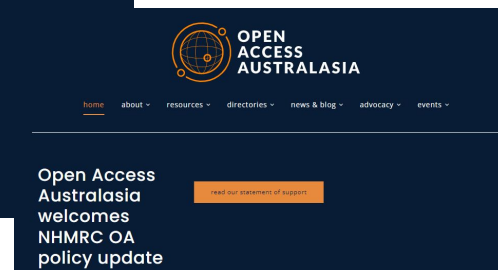 OPEN
ACCESS
AUSTRALASIA
home about resources directories news & blog advocacy events
Open Access
Australasia
welcomes
NHMRC OA
policy update
read our statement of support